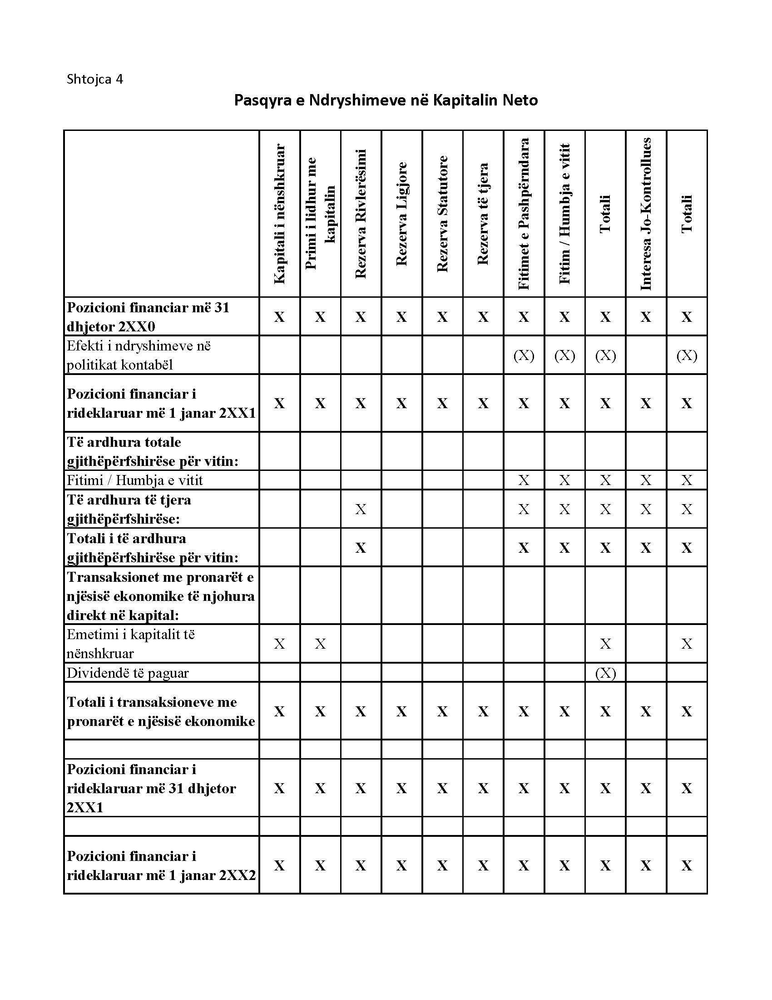 Shtojca 4
Pasqyra e Ndryshimeve në Kapitalin Neto
Kapitali i nënshkruar
Primi i lidhur me
kapitalin
Rezerva Rivlerësimi
Rezerva Ligjore
Rezerva Statutore
Rezerva të tjera
Fitimet e Pashpërndara
Fitim / Humbja e vitit
Totali
Interesa Jo-Kontrollues
Totali
Pozicioni financiar më 31
dhjetor 2XX0
X X X X X X X X X X X
Efekti i ndryshimeve në
politikat kontabël
(X) (X) (X) (X)
Pozicioni financiar i
rideklaruar më 1 janar 2XX1
X X X X X X X X X X X
Të ardhura totale
gjithëpërfshirëse për vitin:
Fitimi / Humbja e vitit X X X X X
Të ardhura të tjera
gjithëpërfshirëse:
X X X X X X
Totali i të ardhura
gjithëpërfshirëse për vitin:
X X X X X X
Transaksionet me pronarët e
njësisë ekonomike të njohura
direkt në kapital:
Emetimi i kapitalit të
nënshkruar
X X X X
Dividendë të paguar (X)
Totali i transaksioneve me
pronarët e njësisë ekonomike
X X X X X X X X X X X
Pozicioni financiar i
rideklaruar më 31 dhjetor
2XX1
X X X X X X X X X X X
Pozicioni financiar i
rideklaruar më 1 janar 2XX2
X X X X X X X X X X X